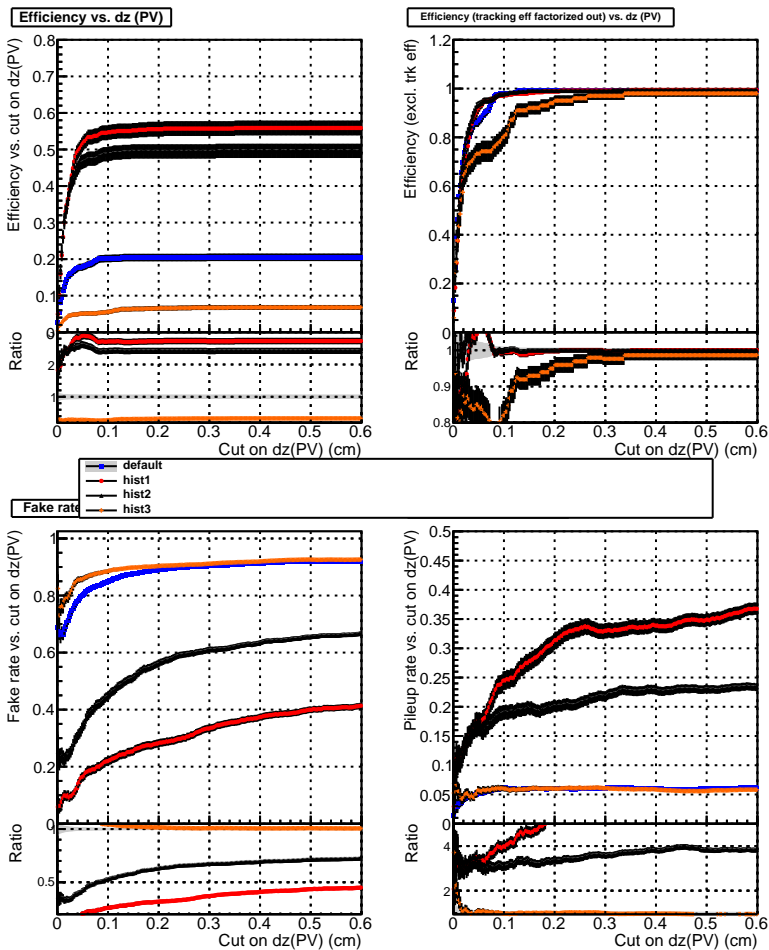 Efficiency vs. dz (PV)
Efficiency vs. cut on dz(PV)
0.8
0.7
0.6
0.5
0.4
0.3
0.2
0.1
0
Ratio
2
1
0 0.1 0.2 0.3 0.4 0.5 0.6
Cut on dz(PV) (cm)
Efficiency (tracking eff factorized out) vs. dz (PV)
Efficiency (excl. trk eff)
1.2
1
0.8
0.6
0.4
0.2
0
Ratio
1
0.9
0.8
0 0.1 0.2 0.3 0.4 0.5 0.6
Cut on dz(PV) (cm)
default
hist1
hist2
hist3
Fake rate
Fake rate vs. cut on dz(PV)
1
0.8
0.6
0.4
0.2
0
Ratio
1
0.5
0 0.1 0.2 0.3 0.4 0.5 0.6
Cut on dz(PV) (cm)
Pileup rate vs. cut on dz(PV)
0.5
0.45
0.4
0.35
0.3
0.25
0.2
0.15
0.1
0.05
0
Ratio
4
2
0 0.1 0.2 0.3 0.4 0.5 0.6
Cut on dz(PV) (cm)